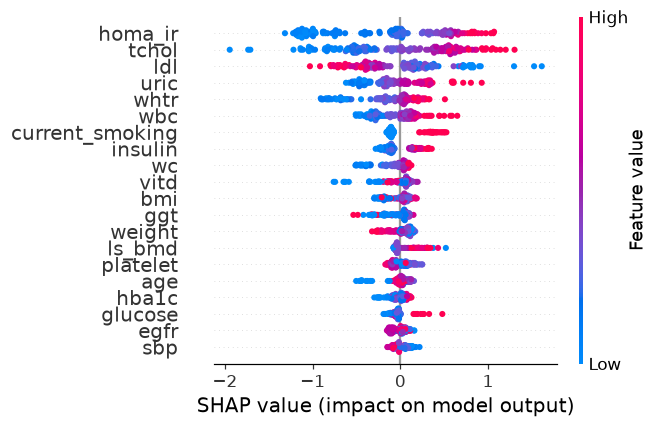 High
homa_ir
tchol
ldl
uric
whtr
wbc
current_smoking
insulin
wc
vitd
bmi
ggt
weight
ls_bmd
platelet
age
hba1c
glucose
egfr
sbp
Feature value
Low
−2 −1 0 1
SHAP value (impact on model output)